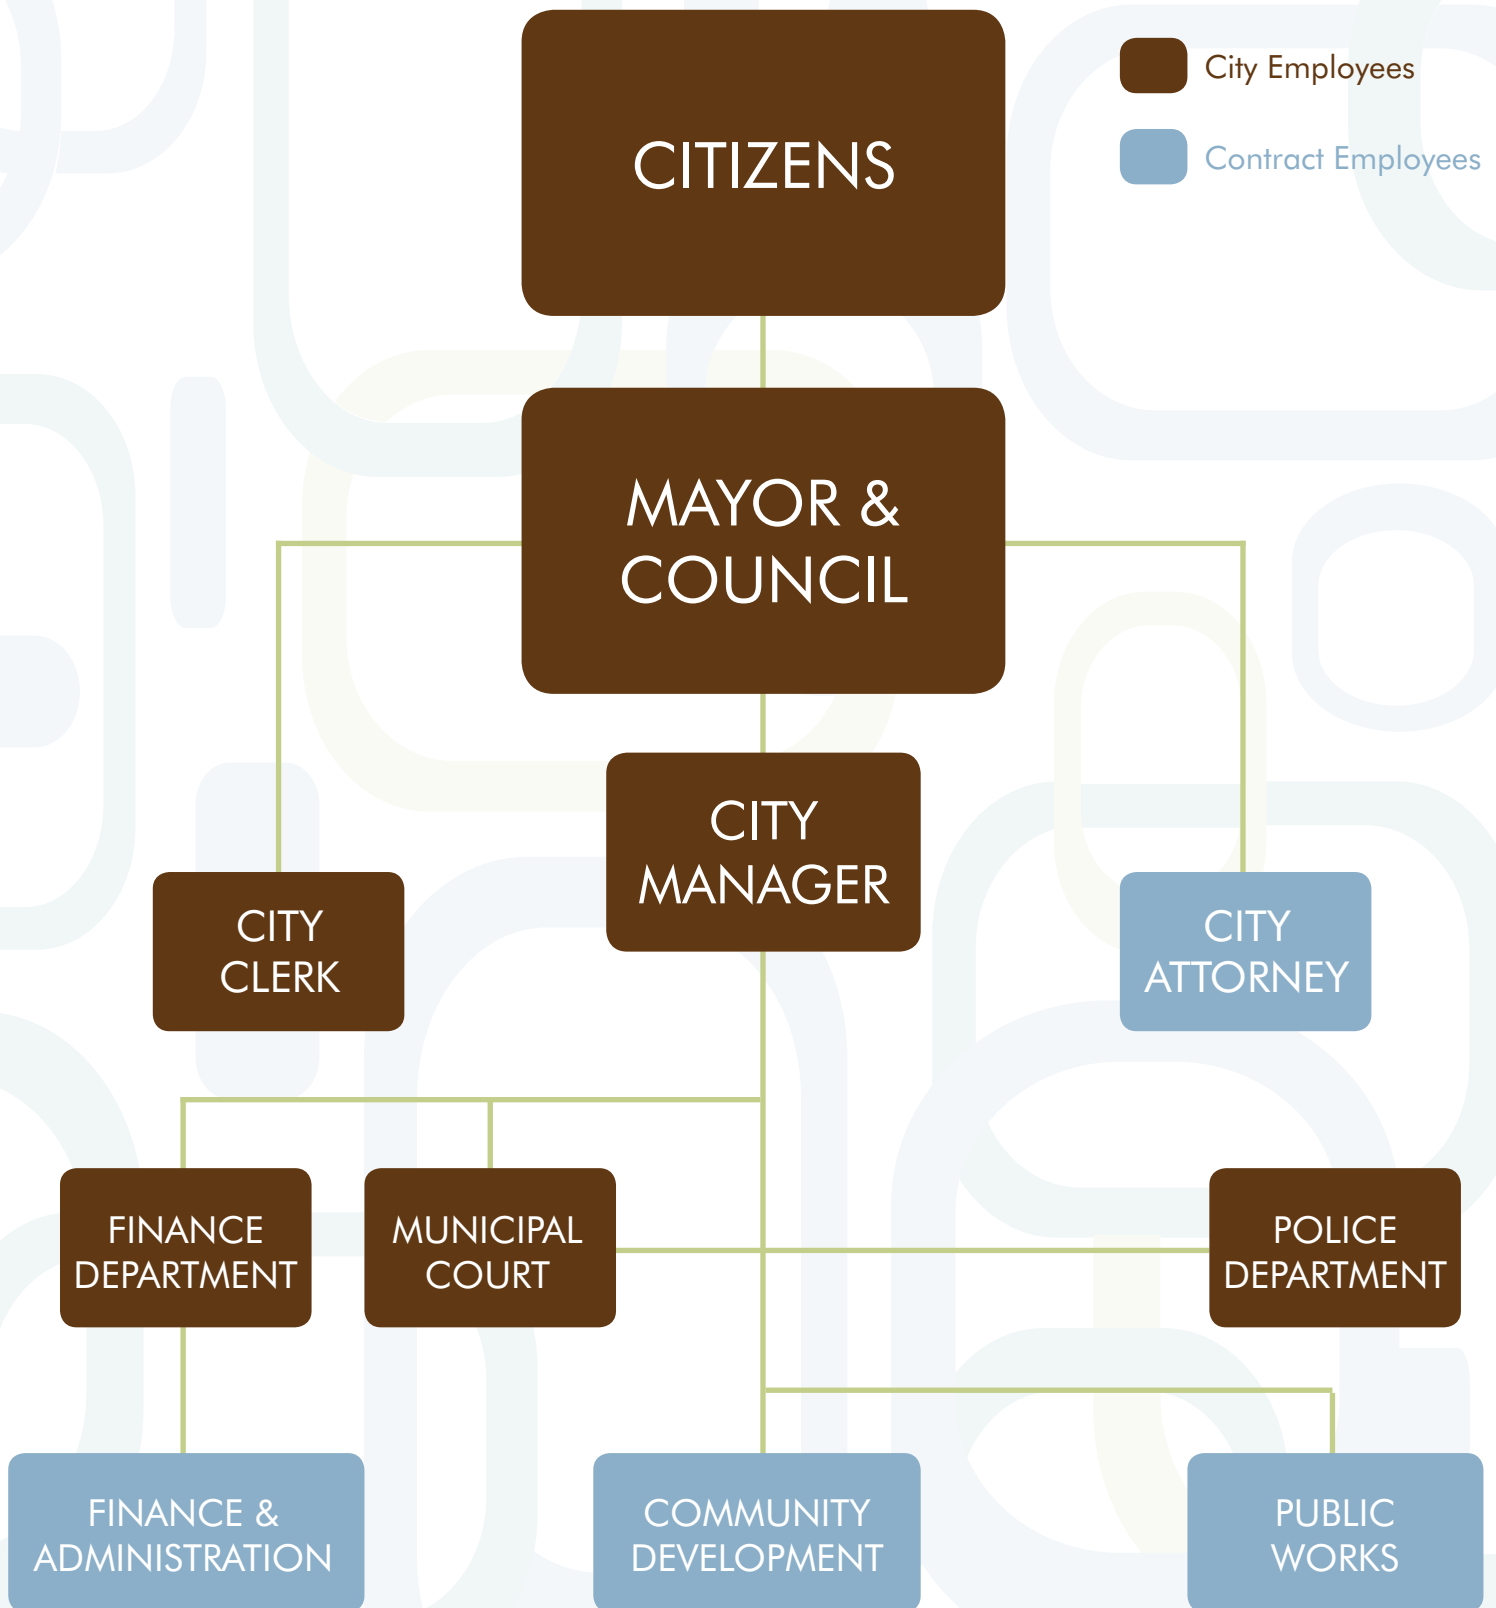 CITIZENS
City Employees
Contract Employees
MAYOR &
COUNCIL
CITY
MANAGER
CITY
CLERK
CITY
ATTORNEY
FINANCE
DEPARTMENT
MUNICIPAL
COURT
POLICE
DEPARTMENT
FINANCE &
ADMINISTRATION
COMMUNITY
DEVELOPMENT
PUBLIC
WORKS